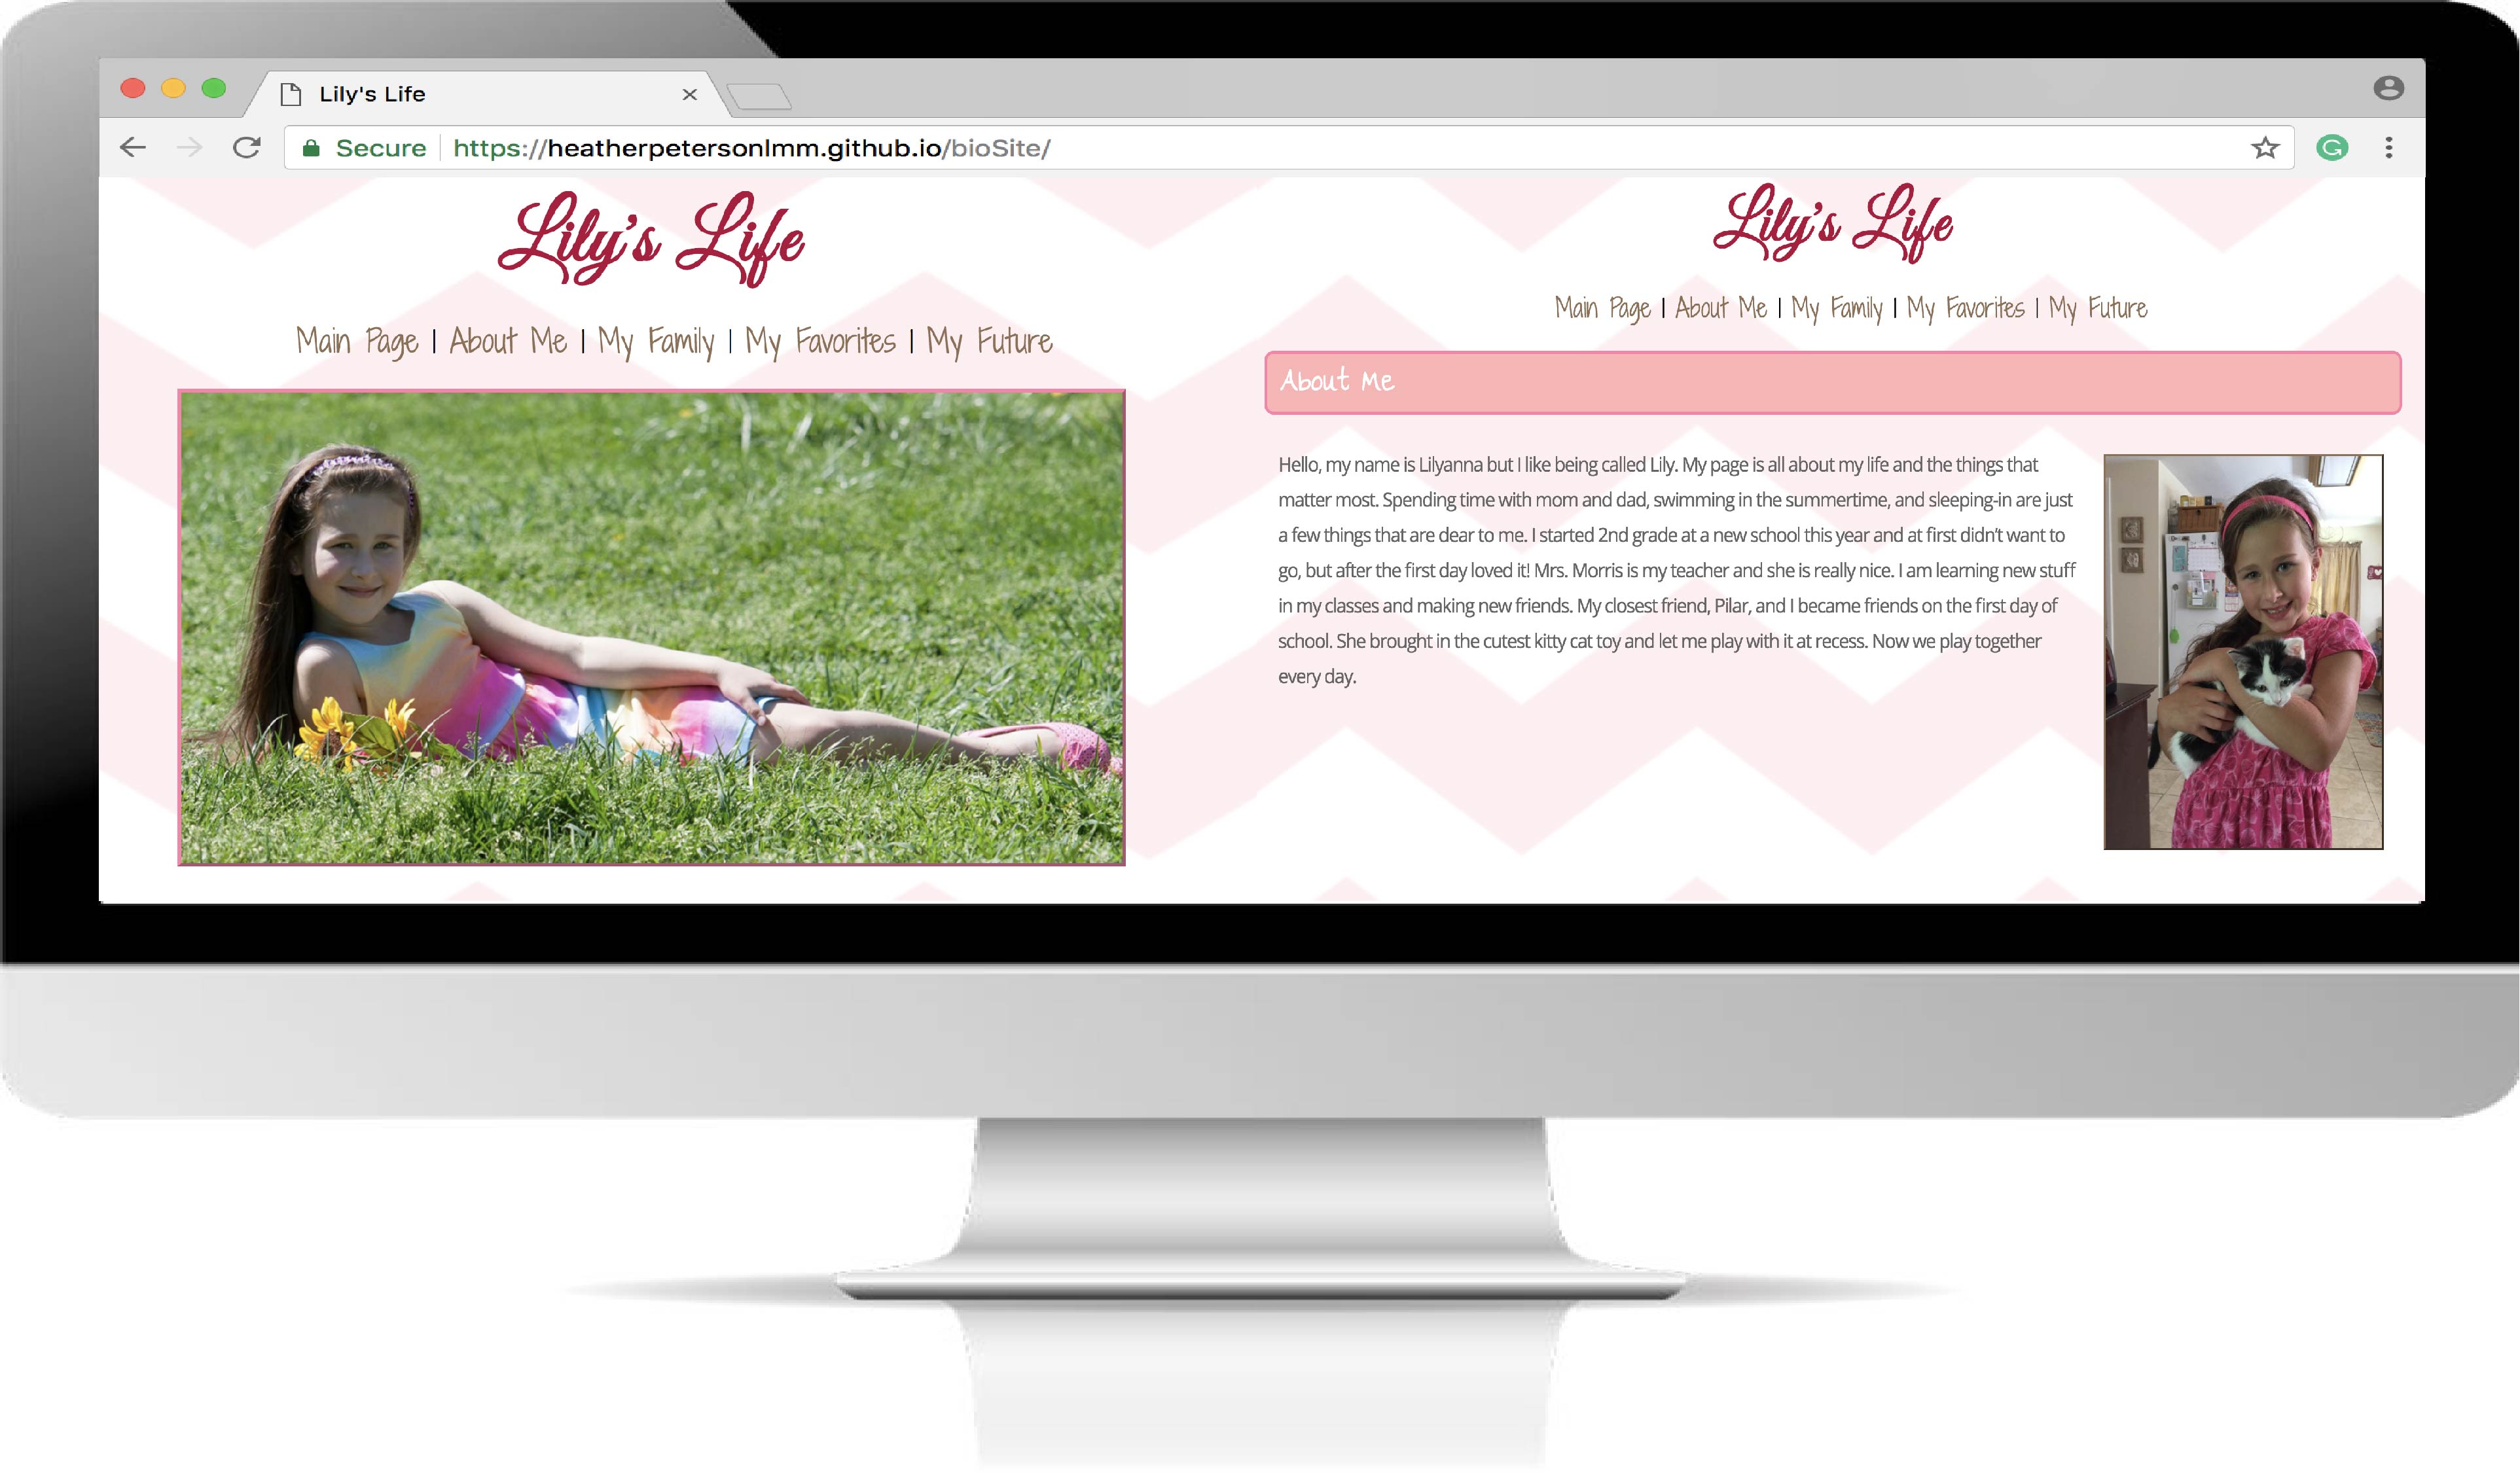 Lily's Life
Secure https://heatherpetersonlmm.github.io/bioSite/
Lily's Life
Main Page | About Me | My Family | My Favorites | My Future
Lily's Life
Main Page | About Me | My Family | My Favorites | My Future
About Me
Hello, my name is Lilyanna but I like being called Lily. My page is all about my life and the things that
matter most. Spending time with mom and dad, swimming in the summertime, and sleeping-in are just
a few things that are dear to me. I started 2nd grade at a new school this year and at first didn't want to
go, but after the first day loved it! Mrs. Morris is my teacher and she is really nice. I am learning new stuff
in my classes and making new friends. My closest friend, Pilar, and I became friends on the first day of
school. She brought in the cutest kitty cat toy and let me play with it at recess. Now we play together
every day.